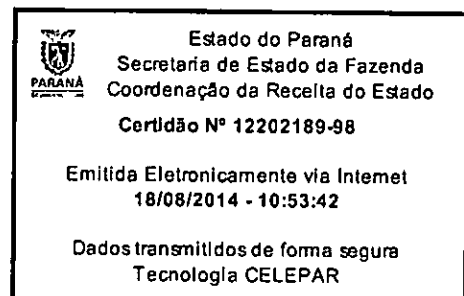 Estado do Paraná
Secretaria de Estado da Fazenda
PARANÁ
Coordenação da Receita do Estado
Certidão Nº 12202189-98
Emitida Eletronicamente via Internet
18/08/2014 - 10:53:42
Dados transmitidos de forma segura
Tecnologia CELEPAR